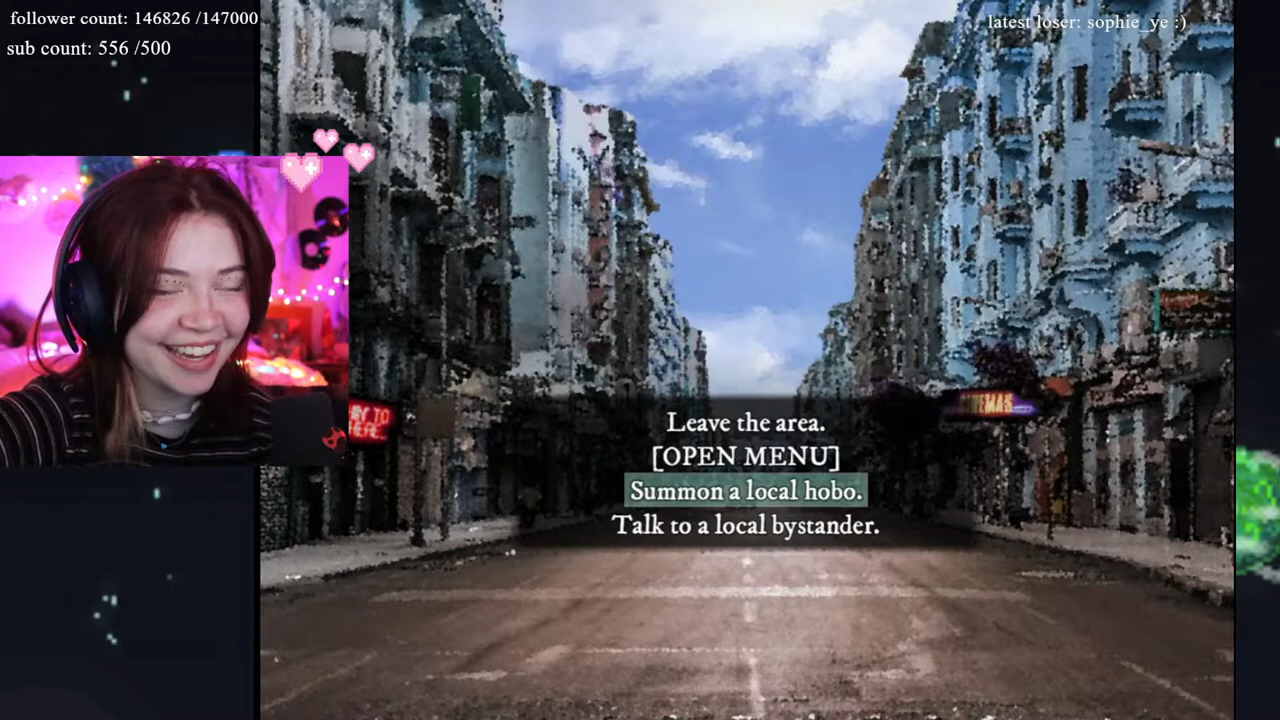 follower count: 146826 /147000
sub count: 556 /500
latest loser: sophie_ye :)
Leave the area.
[OPEN MENU]
Summon a local hobo.
Talk to a local bystander.